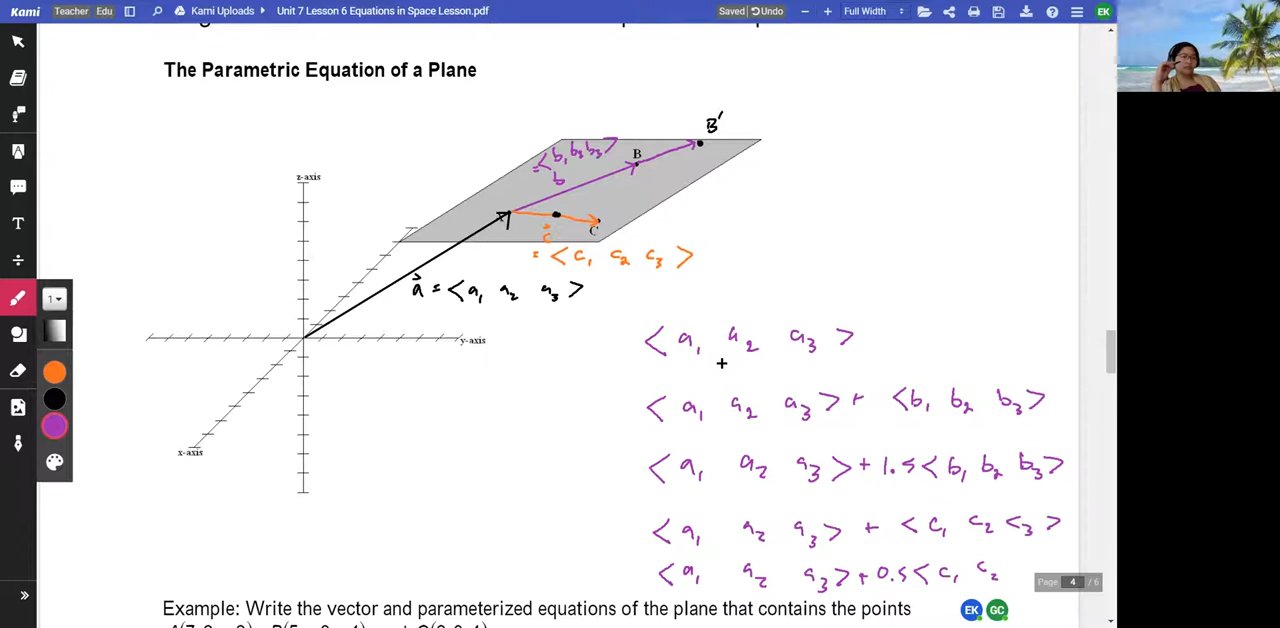 Kami Teacher Edu Kami Uploads Unit 7 Lesson 6 Equations in Space Lesson.pdf Saved Undo Full Width EK
The Parametric Equation of a Plane
B'
z-axis
= < b₁ b₂ b₃ >
b
B
C
c
= < c₁ c₂ c₃ >
a = < a₁ a₂ a₃ >
y-axis
x-axis
< a₁ a₂ a₃ >
< a₁ a₂ a₃ > + < b₁ b₂ b₃ >
< a₁ a₂ a₃ > + 1.5 < b₁ b₂ b₃ >
< a₁ a₂ a₃ > + < c₁ c₂ c₃ >
< a₁ a₂ a₃ > + 0.5 < c₁ c₂
Page 4 / 6
Example: Write the vector and parameterized equations of the plane that contains the points
EK GC
1